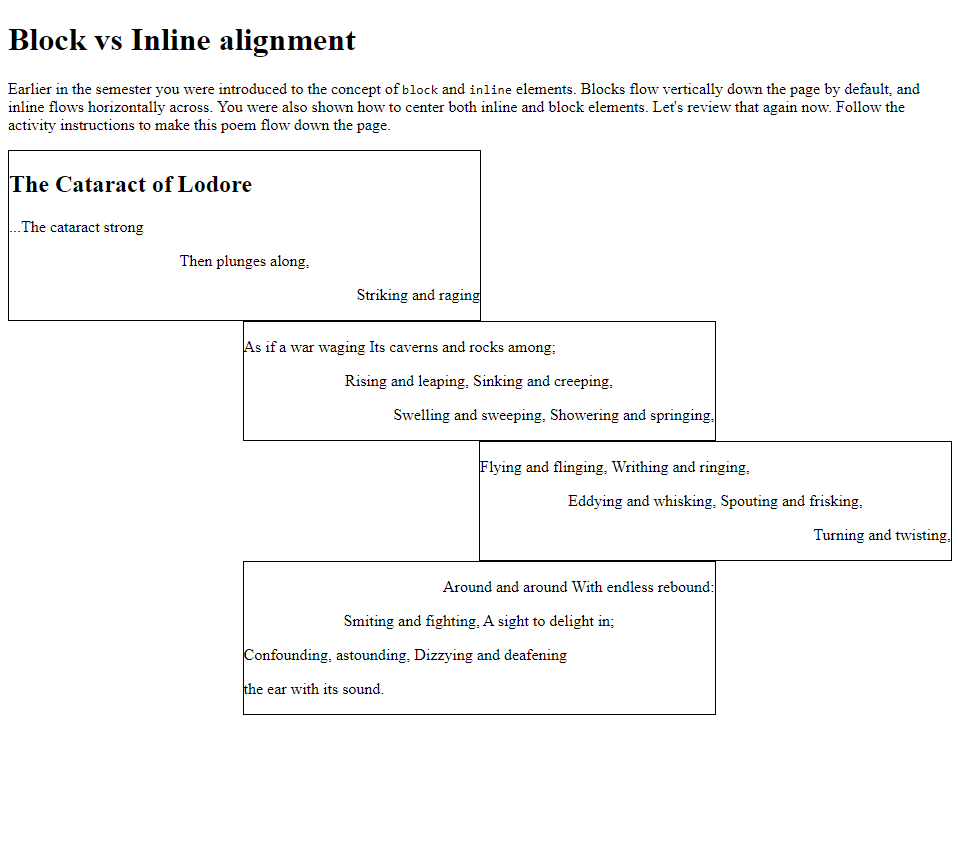 Block vs Inline alignment
Earlier in the semester you were introduced to the concept of block and inline elements. Blocks flow vertically down the page by default, and
inline flows horizontally across. You were also shown how to center both inline and block elements. Let's review that again now. Follow the
activity instructions to make this poem flow down the page.
The Cataract of Lodore
...The cataract strong
Then plunges along,
Striking and raging
As if a war waging Its caverns and rocks among;
Rising and leaping, Sinking and creeping,
Swelling and sweeping, Showering and springing,
Flying and flinging, Writhing and ringing,
Eddying and whisking, Spouting and frisking,
Turning and twisting,
Around and around With endless rebound:
Smiting and fighting, A sight to delight in;
Confounding, astounding, Dizzying and deafening
the ear with its sound.